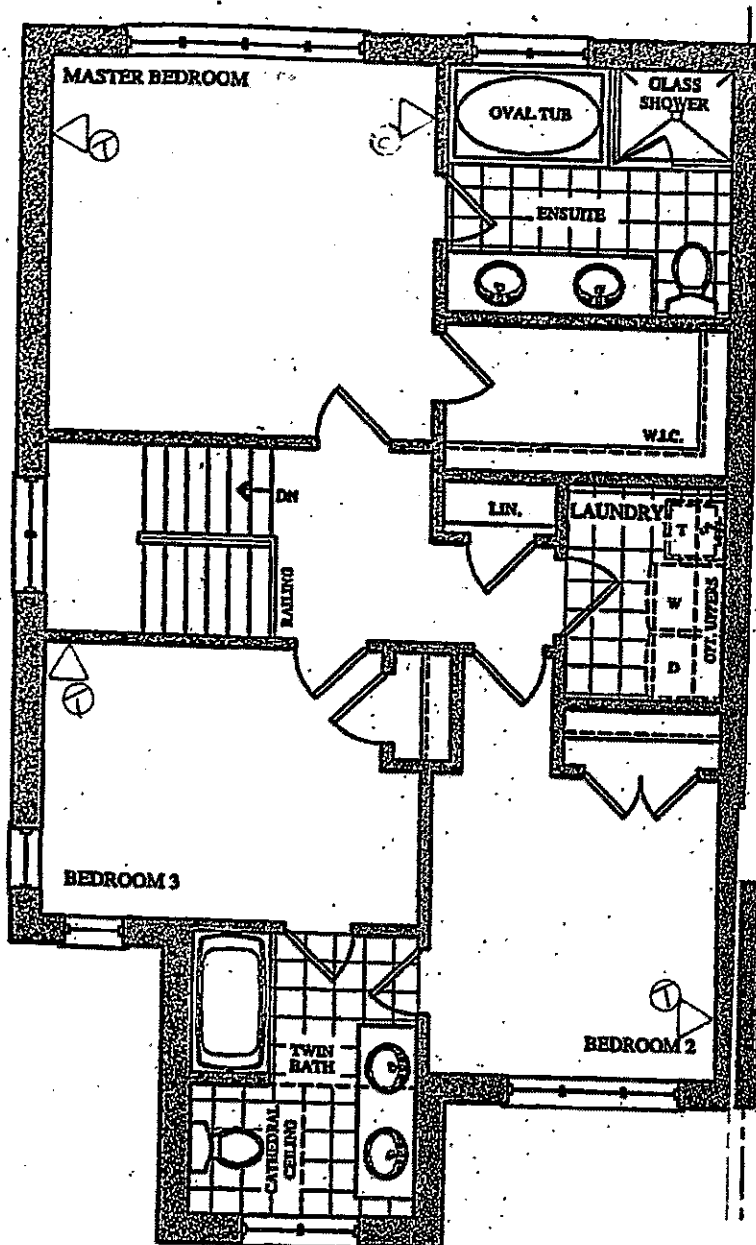 MASTER BEDROOM
OVAL TUB
GLASS
SHOWER
T
C
ENSUITE
W.I.C.
DN
RAILING
LIN.
LAUNDRY
T
W
D
OPT. UPPERS
T
BEDROOM 3
T
BEDROOM 2
TWIN
BATH
CATHEDRAL
CEILING